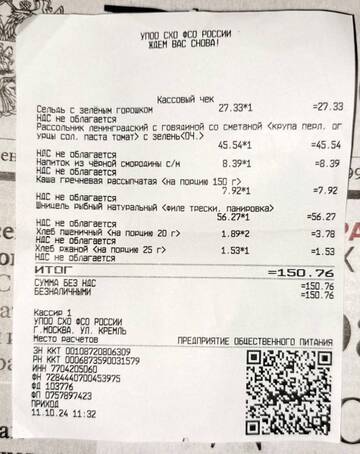 УПОО СХО ФСО РОССИИ
ЖДЕМ ВАС СНОВА!
Кассовый чек
Сельдь с зелёным горошком 27.33*1 =27.33
НДС не облагается
Рассольник ленинградский с говядиной со сметаной <крупа перл. ог
урцы сол. паста томат> с зелень<04.>
45.54*1 =45.54
НДС не облагается
Напиток из чёрной смородины с/м 8.39*1 =8.39
НДС не облагается
Каша гречневая рассыпчатая <на порцию 150 г>
7.92*1 =7.92
НДС не облагается
Шницель рыбный натуральный <филе трески, панировка>
56.27*1 =56.27
НДС не облагается
Хлеб пшеничный <на порцию 20 г> 1.89*2 =3.78
НДС не облагается
Хлеб ржаной <на порцию 25 г> 1.53*1 =1.53
НДС не облагается
ИТОГ =150.76
СУММА БЕЗ НДС =150.76
БЕЗНАЛИЧНЫМИ =150.76
Кассир 1
УПОО СХО ФСО РОССИИ
Г.МОСКВА, УЛ. КРЕМЛЬ
Место расчетов ПРЕДПРИЯТИЕ ОБЩЕСТВЕННОГО ПИТАНИЯ
ЗН ККТ 00108720806309
РН ККТ 0006873590031579
ИНН 7704205060
ФН 7284440700453975
ФД 103776
ФП 0757897423
ПРИХОД
11.10.24 11:32